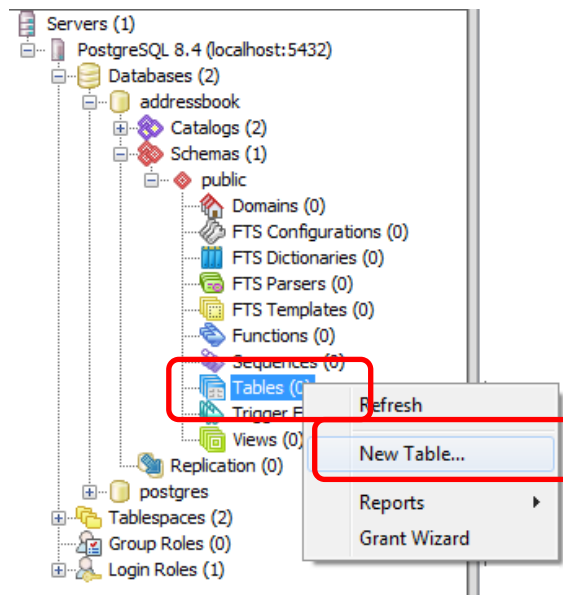 Servers (1)
PostgreSQL 8.4 (localhost:5432)
Databases (2)
addressbook
Catalogs (2)
Schemas (1)
public
Domains (0)
FTS Configurations (0)
FTS Dictionaries (0)
FTS Parsers (0)
FTS Templates (0)
Functions (0)
Sequences (0)
Tables (0)
Trigger F
Views (0)
Replication (0)
postgres
Tablespaces (2)
Group Roles (0)
Login Roles (1)
Refresh
New Table...
Reports
Grant Wizard